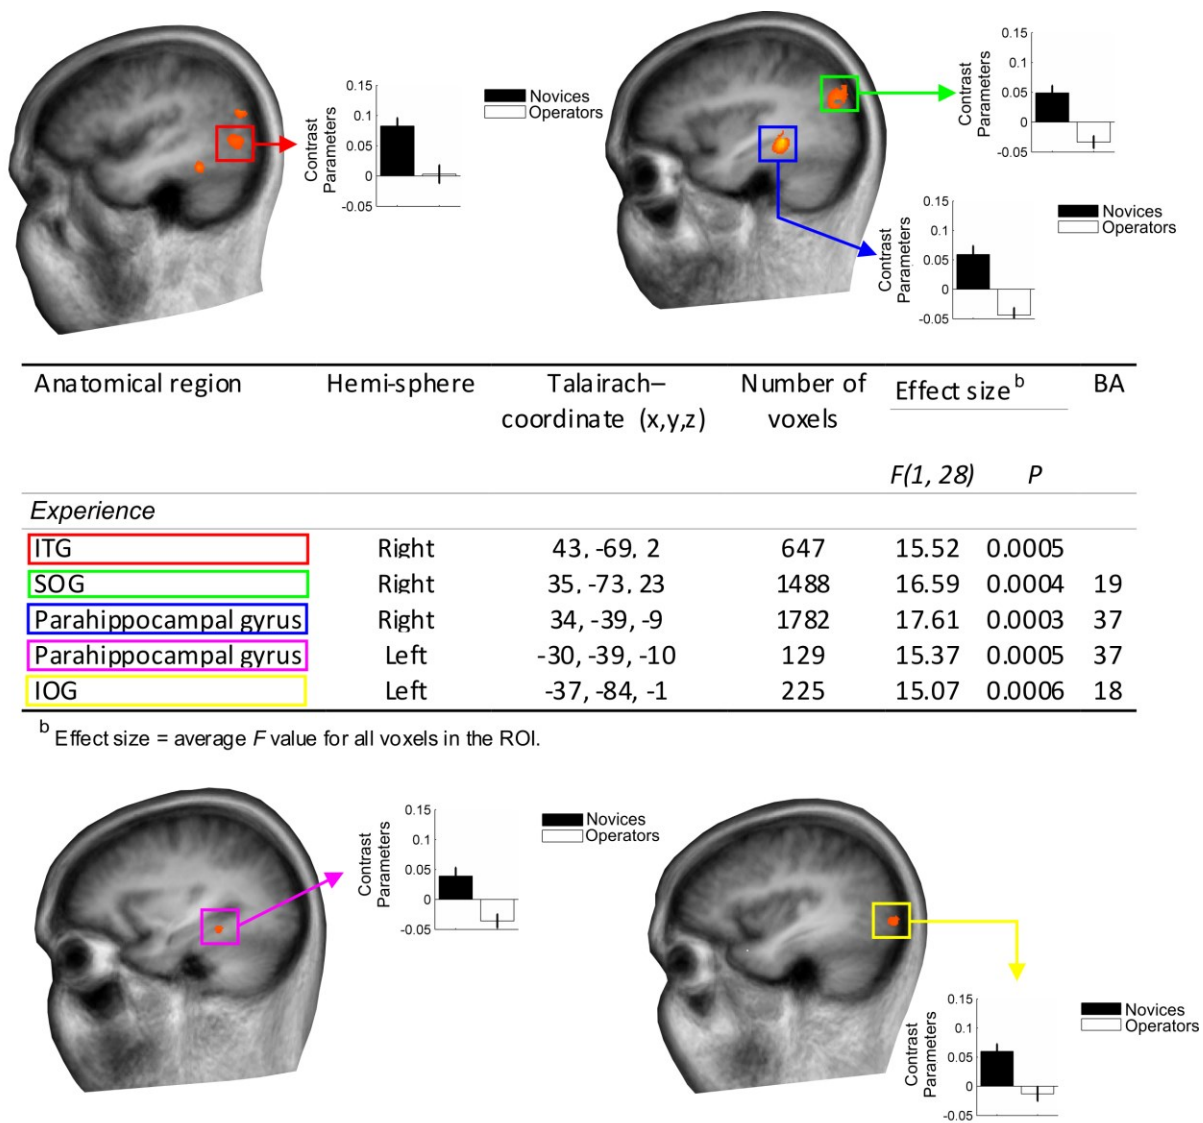 0.15
0.1
0.05
0
-0.05
Contrast
Parameters
Novices
Operators
0.15
0.1
0.05
0
-0.05
Contrast
Parameters
0.15
0.1
0.05
0
-0.05
Contrast
Parameters
Novices
Operators
Anatomical region Hemi-sphere Talairach– Number of Effect size b BA
coordinate (x,y,z) voxels
F(1, 28) P
Experience
ITG Right 43, -69, 2 647 15.52 0.0005
SOG Right 35, -73, 23 1488 16.59 0.0004 19
Parahippocampal gyrus Right 34, -39, -9 1782 17.61 0.0003 37
Parahippocampal gyrus Left -30, -39, -10 129 15.37 0.0005 37
IOG Left -37, -84, -1 225 15.07 0.0006 18
b Effect size = average F value for all voxels in the ROI.
0.15
0.1
0.05
0
-0.05
Contrast
Parameters
Novices
Operators
0.15
0.1
0.05
0
-0.05
Contrast
Parameters
Novices
Operators